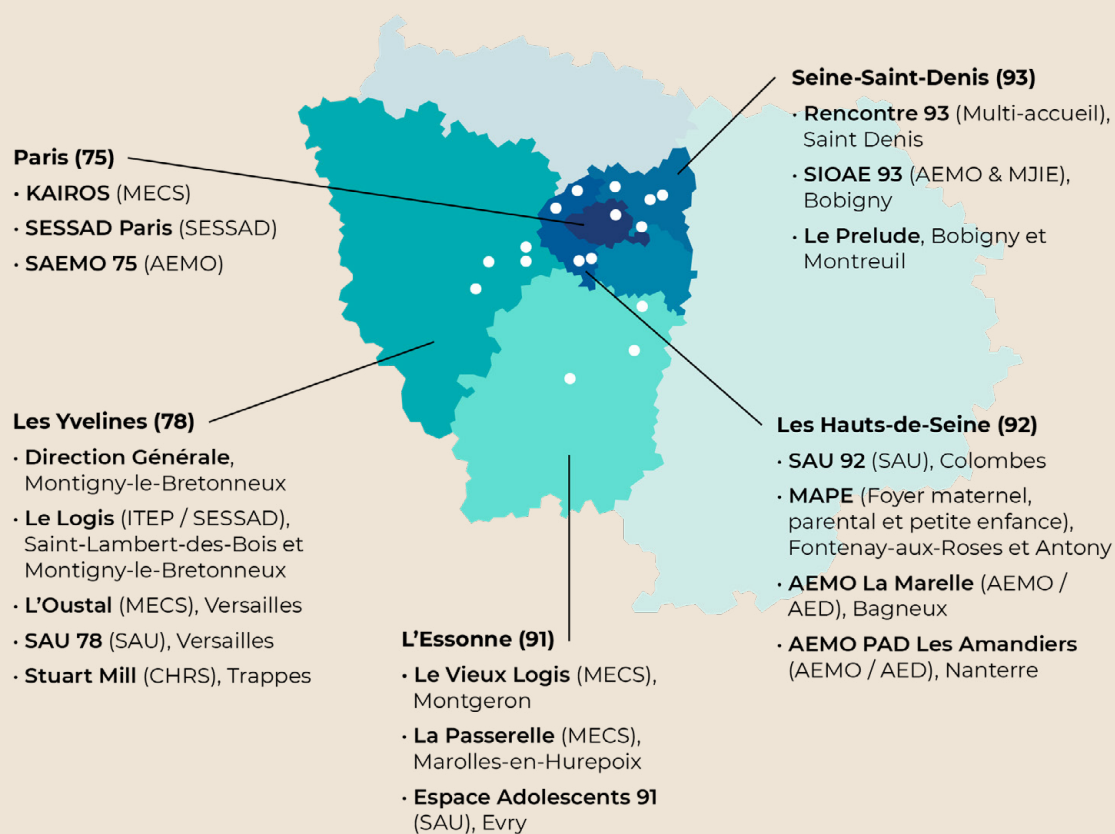 Paris (75)
· KAIROS (MECS)
· SESSAD Paris (SESSAD)
· SAEMO 75 (AEMO)
Seine-Saint-Denis (93)
· Rencontre 93 (Multi-accueil),
Saint Denis
· SIOAE 93 (AEMO & MJIE),
Bobigny
· Le Prelude, Bobigny et
Montreuil
Les Yvelines (78)
· Direction Générale,
Montigny-le-Bretonneux
· Le Logis (ITEP / SESSAD),
Saint-Lambert-des-Bois et
Montigny-le-Bretonneux
· L’Oustal (MECS), Versailles
· SAU 78 (SAU), Versailles
· Stuart Mill (CHRS), Trappes
L’Essonne (91)
· Le Vieux Logis (MECS),
Montgeron
· La Passerelle (MECS),
Marolles-en-Hurepoix
· Espace Adolescents 91
(SAU), Evry
Les Hauts-de-Seine (92)
· SAU 92 (SAU), Colombes
· MAPE (Foyer maternel,
parental et petite enfance),
Fontenay-aux-Roses et Antony
· AEMO La Marelle (AEMO /
AED), Bagneux
· AEMO PAD Les Amandiers
(AEMO / AED), Nanterre